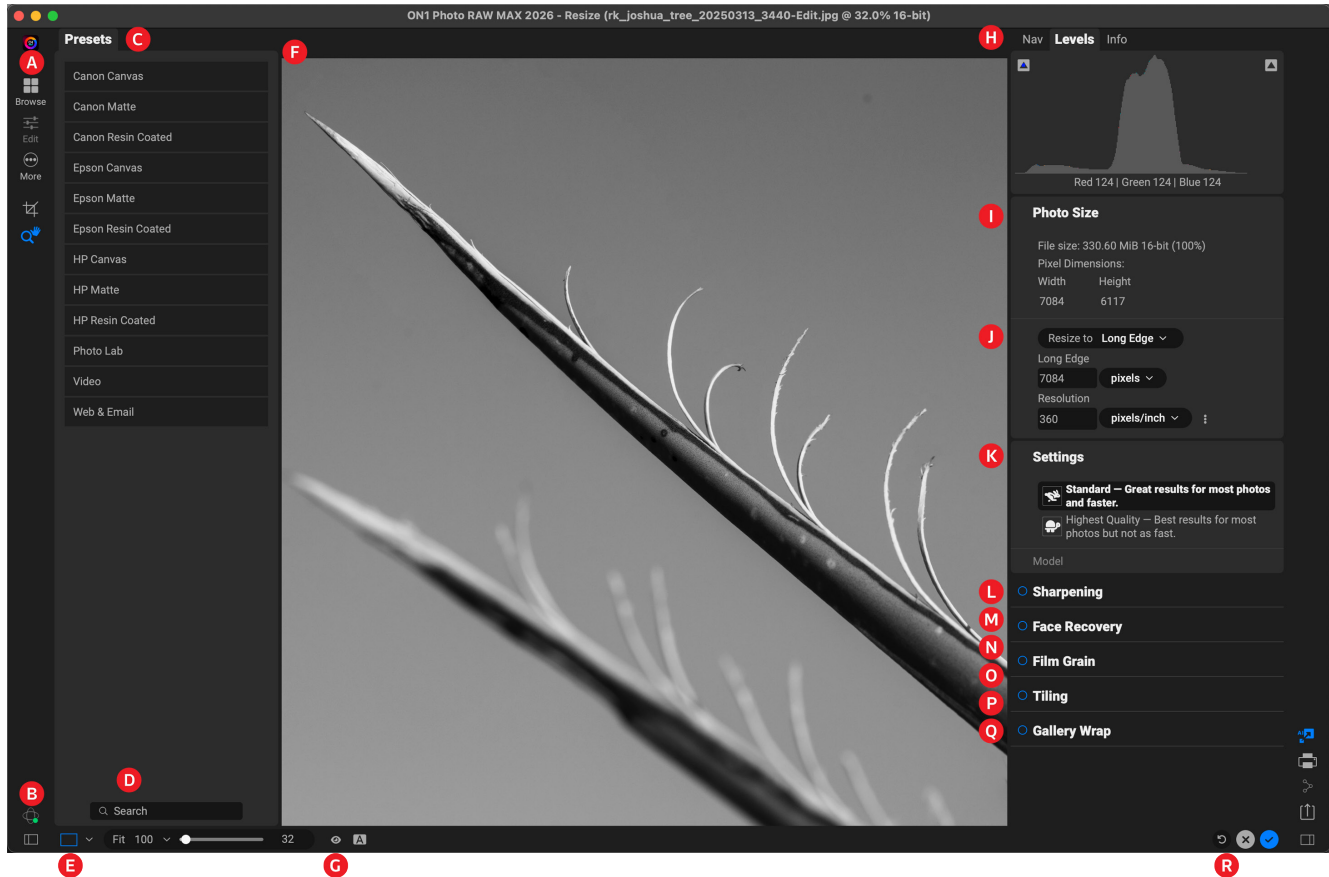 ON1 Photo RAW MAX 2026 - Resize (rk_joshua_tree_20250313_3440-Edit.jpg @ 32.0% 16-bit)
A
Browse
Edit
More
B
Presets
C
Canon Canvas
Canon Matte
Canon Resin Coated
Epson Canvas
Epson Matte
Epson Resin Coated
HP Canvas
HP Matte
HP Resin Coated
Photo Lab
Video
Web & Email
D
Search
E
Fit 100
32
F
G
A
H
Nav Levels Info
Red 124 | Green 124 | Blue 124
I
Photo Size
File size: 330.60 MiB 16-bit (100%)
Pixel Dimensions:
Width Height
7084 6117
J
Resize to Long Edge
Long Edge
7084 pixels
Resolution
360 pixels/inch
K
Settings
Standard — Great results for most photos
and faster.
Highest Quality — Best results for most
photos but not as fast.
Model
L
Sharpening
M
Face Recovery
N
Film Grain
O
Tiling
P
Gallery Wrap
Q
R